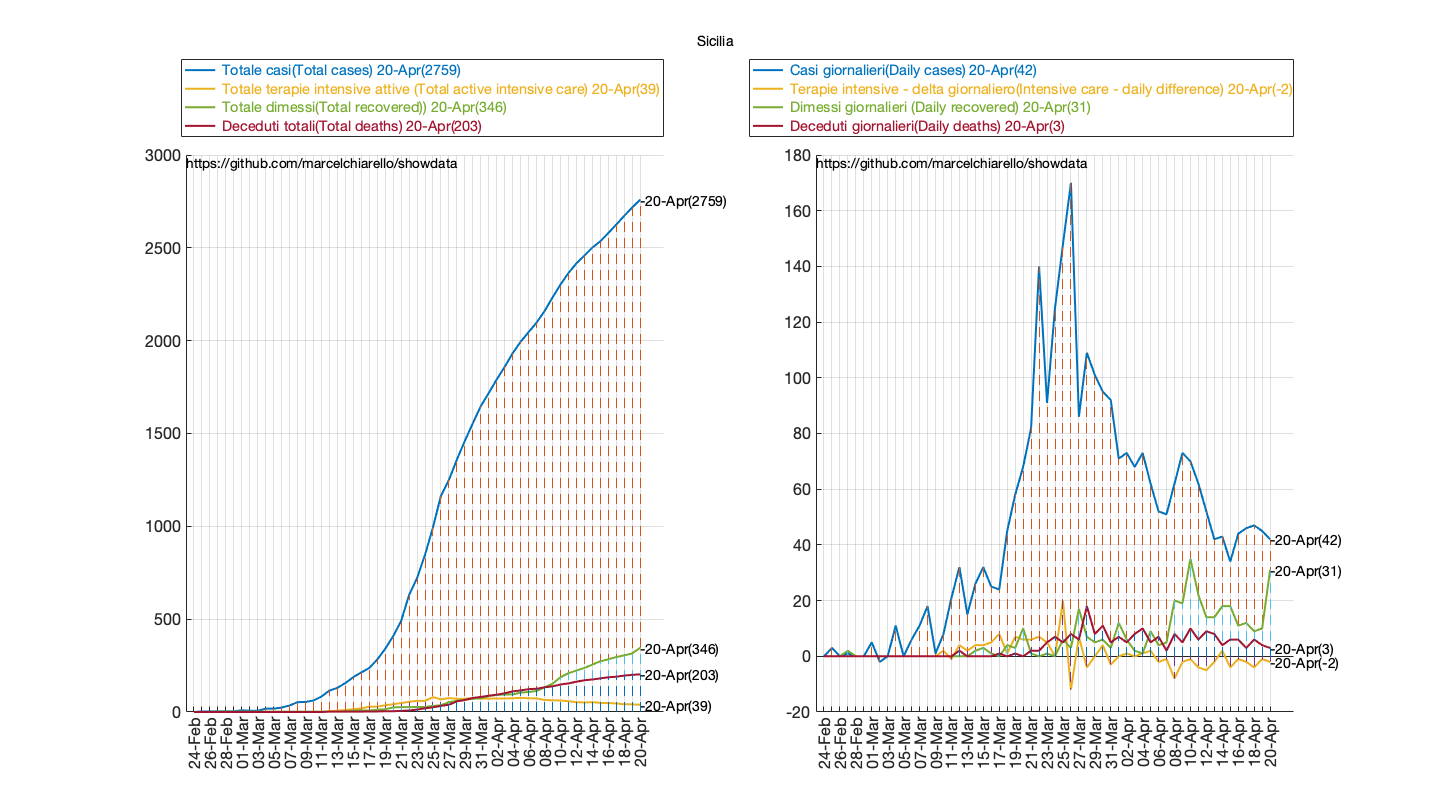 Sicilia
Totale casi(Total cases) 20-Apr(2759)
Totale terapie intensive attive (Total active intensive care) 20-Apr(39)
Totale dimessi(Total recovered)) 20-Apr(346)
Deceduti totali(Total deaths) 20-Apr(203)
https://github.com/marcelchiarello/showdata
3000
2500
2000
1500
1000
500
0
-20-Apr(2759)
-20-Apr(346)
-20-Apr(203)
-20-Apr(39)
24-Feb
26-Feb
28-Feb
01-Mar
03-Mar
05-Mar
07-Mar
09-Mar
11-Mar
13-Mar
15-Mar
17-Mar
19-Mar
21-Mar
23-Mar
25-Mar
27-Mar
29-Mar
31-Mar
02-Apr
04-Apr
06-Apr
08-Apr
10-Apr
12-Apr
14-Apr
16-Apr
18-Apr
20-Apr
Casi giornalieri(Daily cases) 20-Apr(42)
Terapie intensive - delta giornaliero(Intensive care - daily difference) 20-Apr(-2)
Dimessi giornalieri (Daily recovered) 20-Apr(31)
Deceduti giornalieri(Daily deaths) 20-Apr(3)
https://github.com/marcelchiarello/showdata
180
160
140
120
100
80
60
40
20
0
-20
-20-Apr(42)
-20-Apr(31)
-20-Apr(3)
-20-Apr(-2)
24-Feb
26-Feb
28-Feb
01-Mar
03-Mar
05-Mar
07-Mar
09-Mar
11-Mar
13-Mar
15-Mar
17-Mar
19-Mar
21-Mar
23-Mar
25-Mar
27-Mar
29-Mar
31-Mar
02-Apr
04-Apr
06-Apr
08-Apr
10-Apr
12-Apr
14-Apr
16-Apr
18-Apr
20-Apr